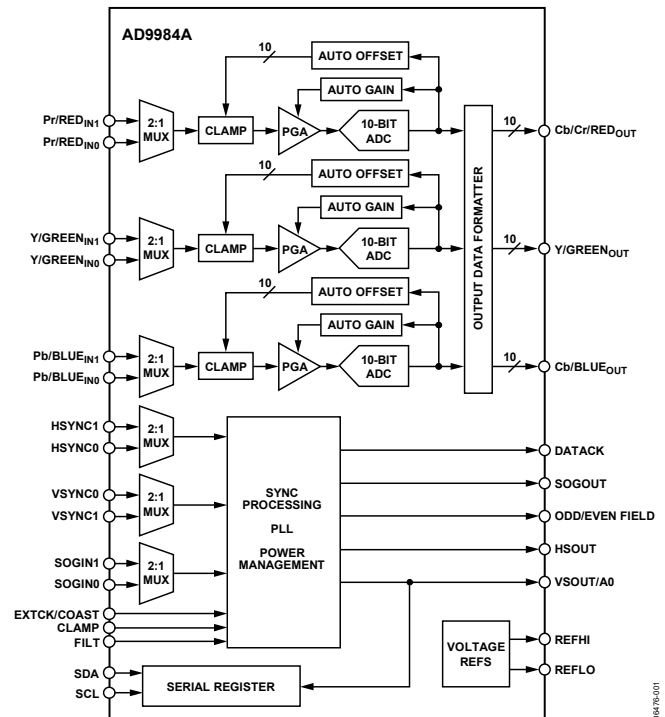 AD9984A
10
AUTO OFFSET
AUTO GAIN
Pr/RED_IN1
Pr/RED_IN0
2:1
MUX
CLAMP
PGA
10-BIT
ADC
10
Cb/Cr/RED_OUT
10
AUTO OFFSET
AUTO GAIN
Y/GREEN_IN1
Y/GREEN_IN0
2:1
MUX
CLAMP
PGA
10-BIT
ADC
10
Y/GREEN_OUT
OUTPUT DATA FORMATTER
10
AUTO OFFSET
AUTO GAIN
Pb/BLUE_IN1
Pb/BLUE_IN0
2:1
MUX
CLAMP
PGA
10-BIT
ADC
10
Cb/BLUE_OUT
HSYNC1
HSYNC0
2:1
MUX
VSYNC0
VSYNC1
2:1
MUX
SOGIN1
SOGIN0
2:1
MUX
EXTCK/COAST
CLAMP
FILT
SYNC
PROCESSING
PLL
POWER
MANAGEMENT
DATACK
SOGOUT
ODD/EVEN FIELD
HSOUT
VSOUT/A0
SDA
SCL
SERIAL REGISTER
VOLTAGE
REFS
REFHI
REFLO